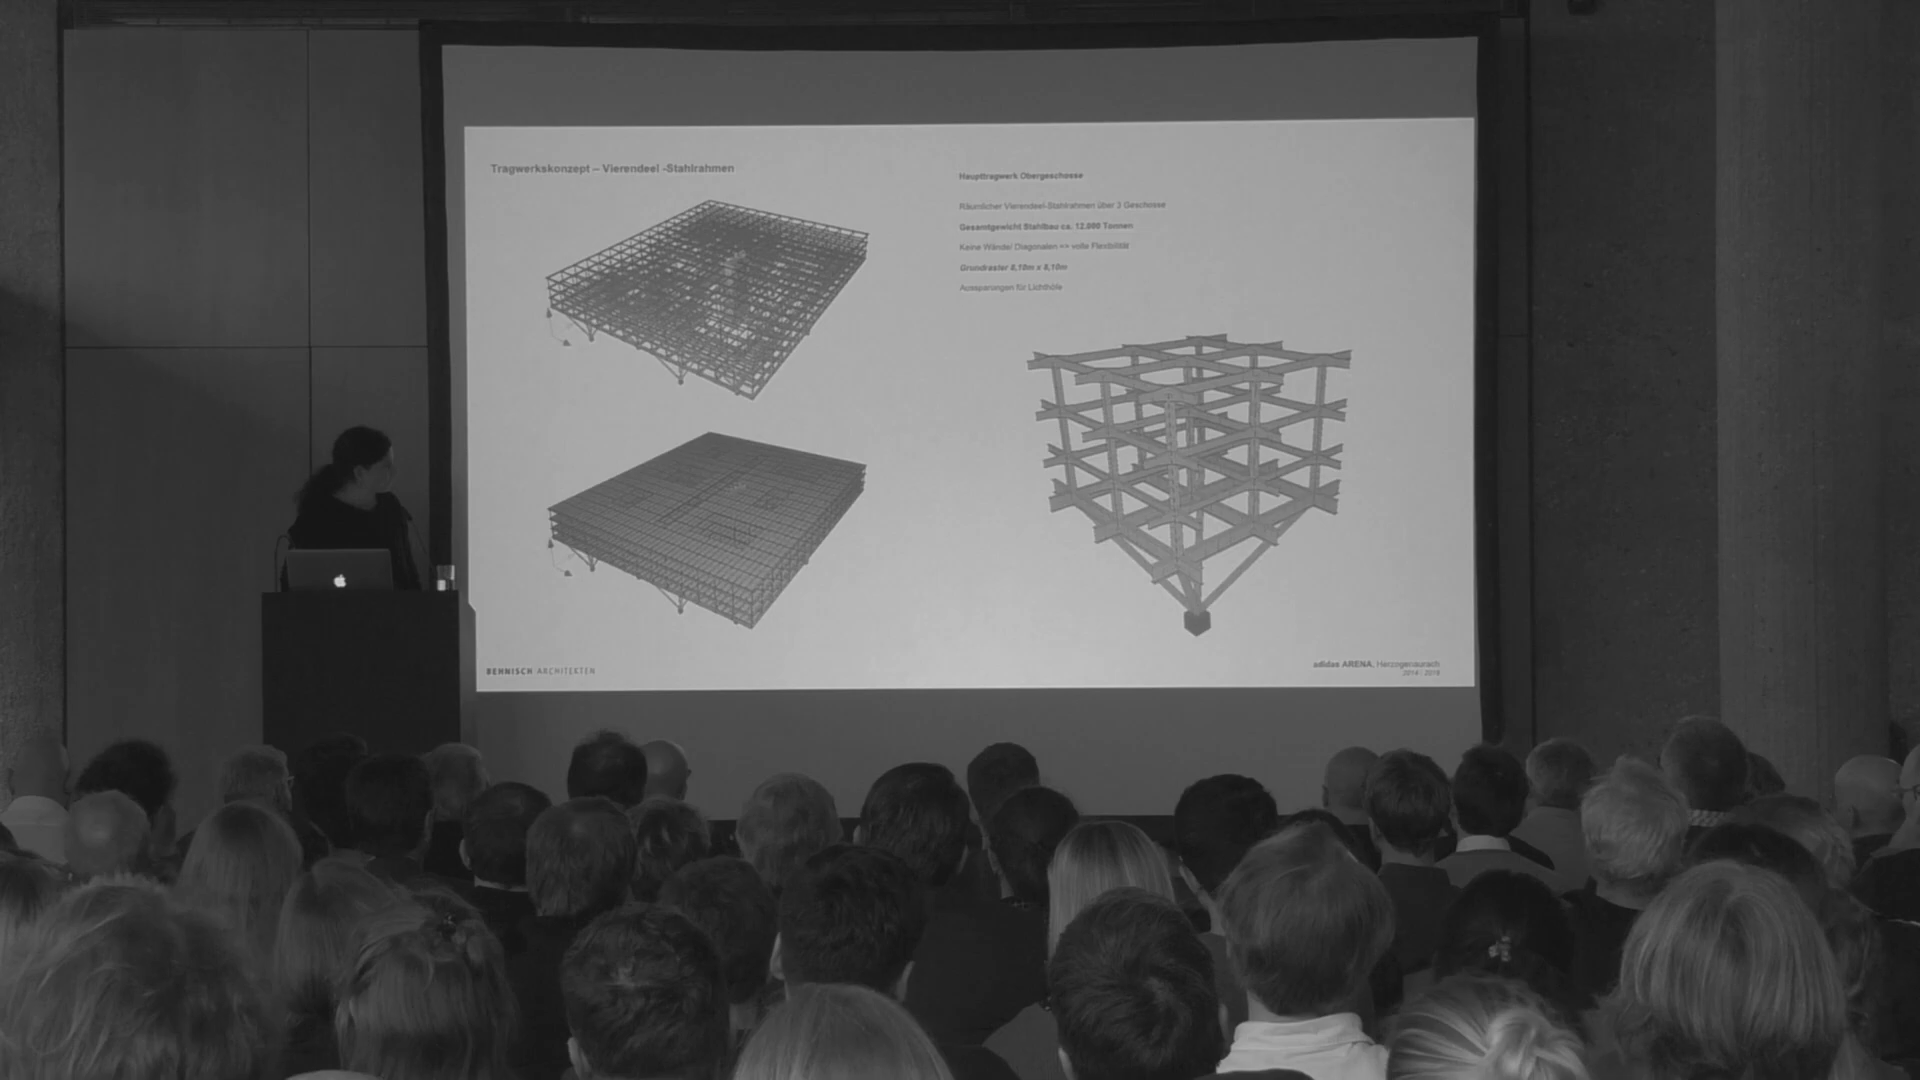 Tragwerkskonzept – Vierendeel -Stahlrahmen
Haupttragwerk Obergeschosse
Räumlicher Vierendeel-Stahlrahmen über 3 Geschosse
Gesamtgewicht Stahlbau ca. 12.000 Tonnen
Keine Wände/ Diagonalen => volle Flexibilität
Grundraster 8,10m x 8,10m
Aussparungen für Lichthöfe
BEHNISCH ARCHITEKTEN
adidas ARENA, Herzogenaurach
2014 - 2018